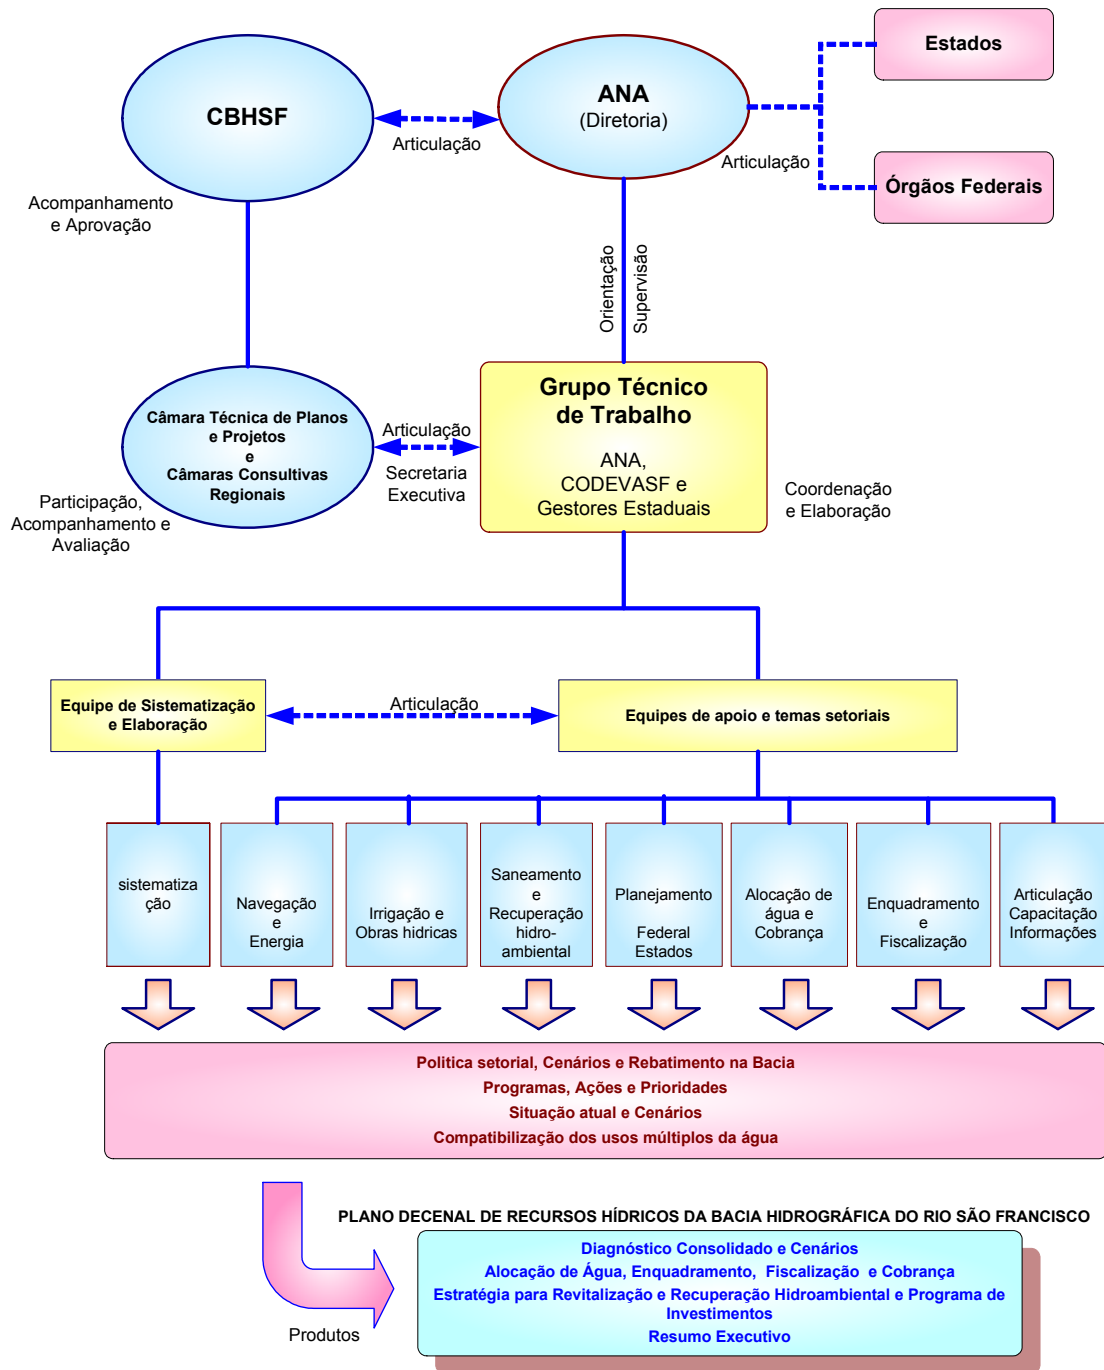 Estados
CBHSF
ANA
(Diretoria)
Articulação
Articulação
Órgãos Federais
Acompanhamento
e Aprovação
Orientação
Supervisão
Grupo Técnico
de Trabalho
ANA,
CODEVASF e
Gestores Estaduais
Câmara Técnica de Planos
e Projetos
e
Câmaras Consultivas
Regionais
Articulação
Secretaria
Executiva
Participação,
Acompanhamento e
Avaliação
Coordenação
e Elaboração
Equipe de Sistematização
e Elaboração
Articulação
Equipes de apoio e temas setoriais
sistematiza
ção
Navegação
e
Energia
Irrigação e
Obras hidricas
Saneamento
e
Recuperação
hidro-
ambiental
Planejamento
Federal
Estados
Alocação de
água e
Cobrança
Enquadramento
e
Fiscalização
Articulação
Capacitação
Informações
Politica setorial, Cenários e Rebatimento na Bacia
Programas, Ações e Prioridades
Situação atual e Cenários
Compatibilização dos usos múltiplos da água
PLANO DECENAL DE RECURSOS HÍDRICOS DA BACIA HIDROGRÁFICA DO RIO SÃO FRANCISCO
Diagnóstico Consolidado e Cenários
Alocação de Água, Enquadramento, Fiscalização e Cobrança
Estratégia para Revitalização e Recuperação Hidroambiental e Programa de
Investimentos
Resumo Executivo
Produtos